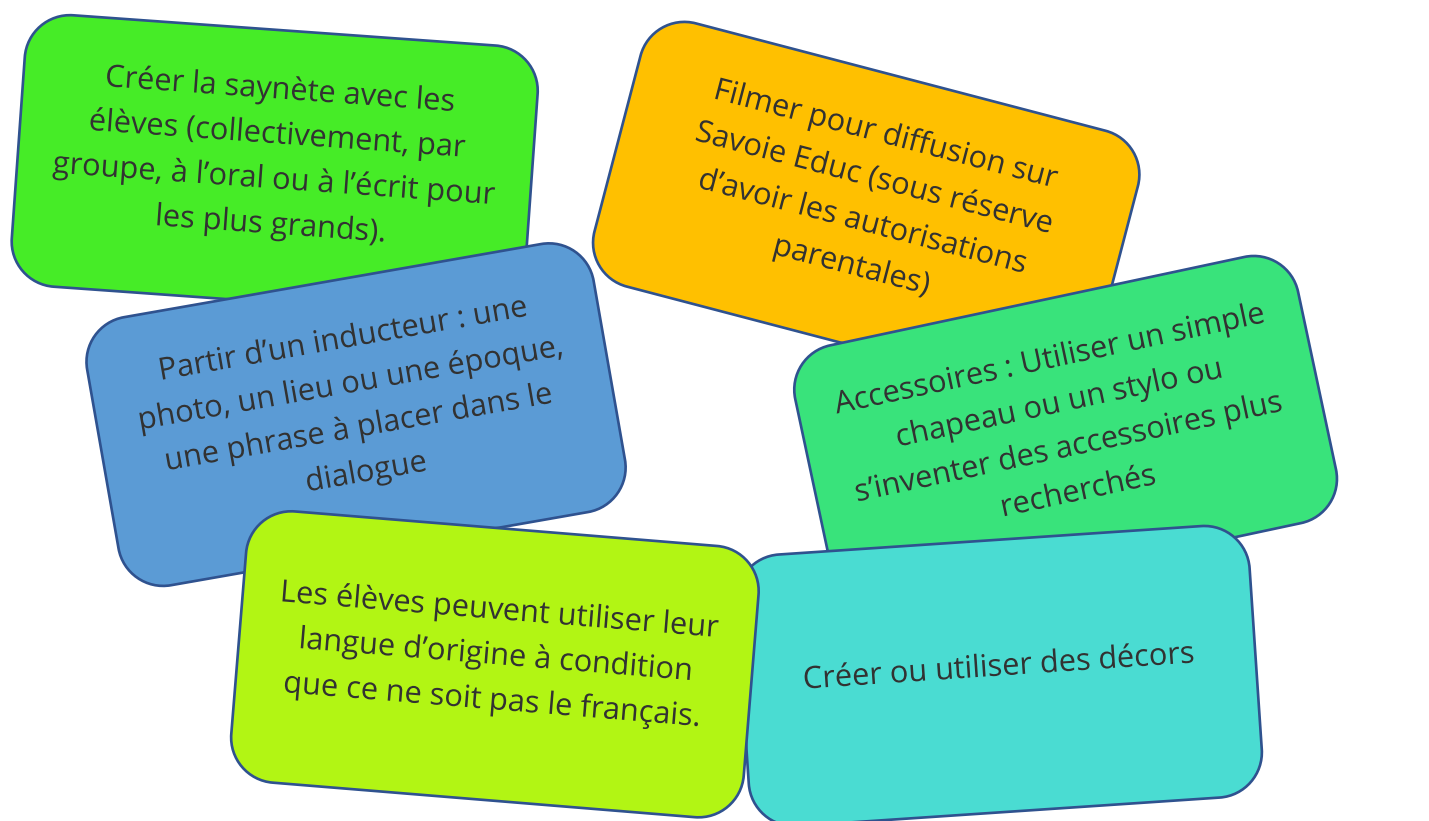 Créer la saynète avec les
élèves (collectivement, par
groupe, à l’oral ou à l’écrit pour
les plus grands).
Filmer pour diffusion sur
Savoie Educ (sous réserve
d’avoir les autorisations
parentales)
Partir d’un inducteur : une
photo, un lieu ou une époque,
une phrase à placer dans le
dialogue
Accessoires : Utiliser un simple
chapeau ou un stylo ou
s’inventer des accessoires plus
recherchés
Les élèves peuvent utiliser leur
langue d’origine à condition
que ce ne soit pas le français.
Créer ou utiliser des décors